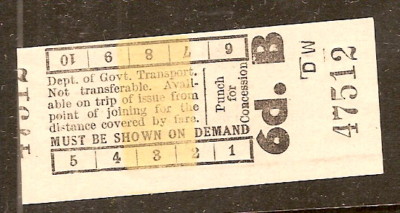 10 9 8 7 6
Dept. of Govt. Transport.
Not transferable. Avail-
able on trip of issue from
point of joining for the
distance covered by fare.
MUST BE SHOWN ON DEMAND
5 4 3 2 1
Punch
for
Concession
6d. B
DM
47512
47512